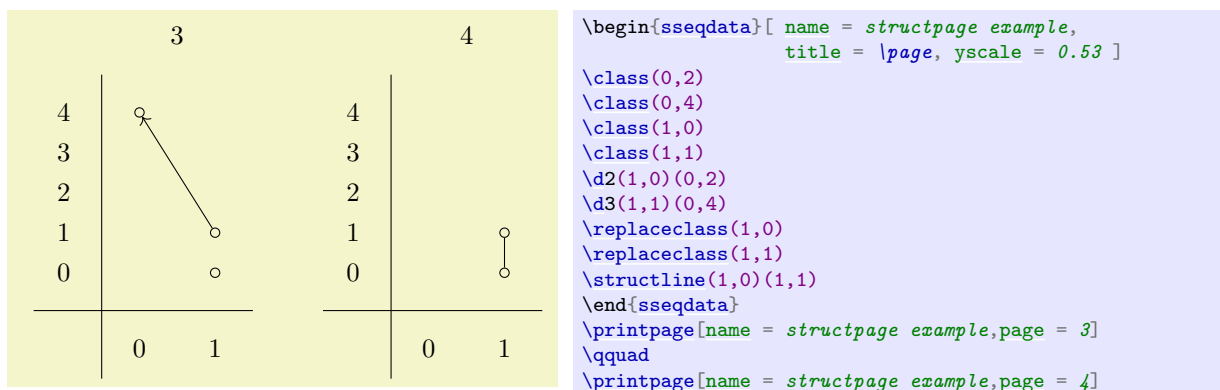 3
4
3
2
1
0
0 1
4
4
3
2
1
0
0 1
\begin{sseqdata}[ name = structpage example,
title = \page, yscale = 0.53 ]
\class(0,2)
\class(0,4)
\class(1,0)
\class(1,1)
\d2(1,0)(0,2)
\d3(1,1)(0,4)
\replaceclass(1,0)
\replaceclass(1,1)
\structline(1,0)(1,1)
\end{sseqdata}
\printpage[name = structpage example,page = 3]
\qquad
\printpage[name = structpage example,page = 4]